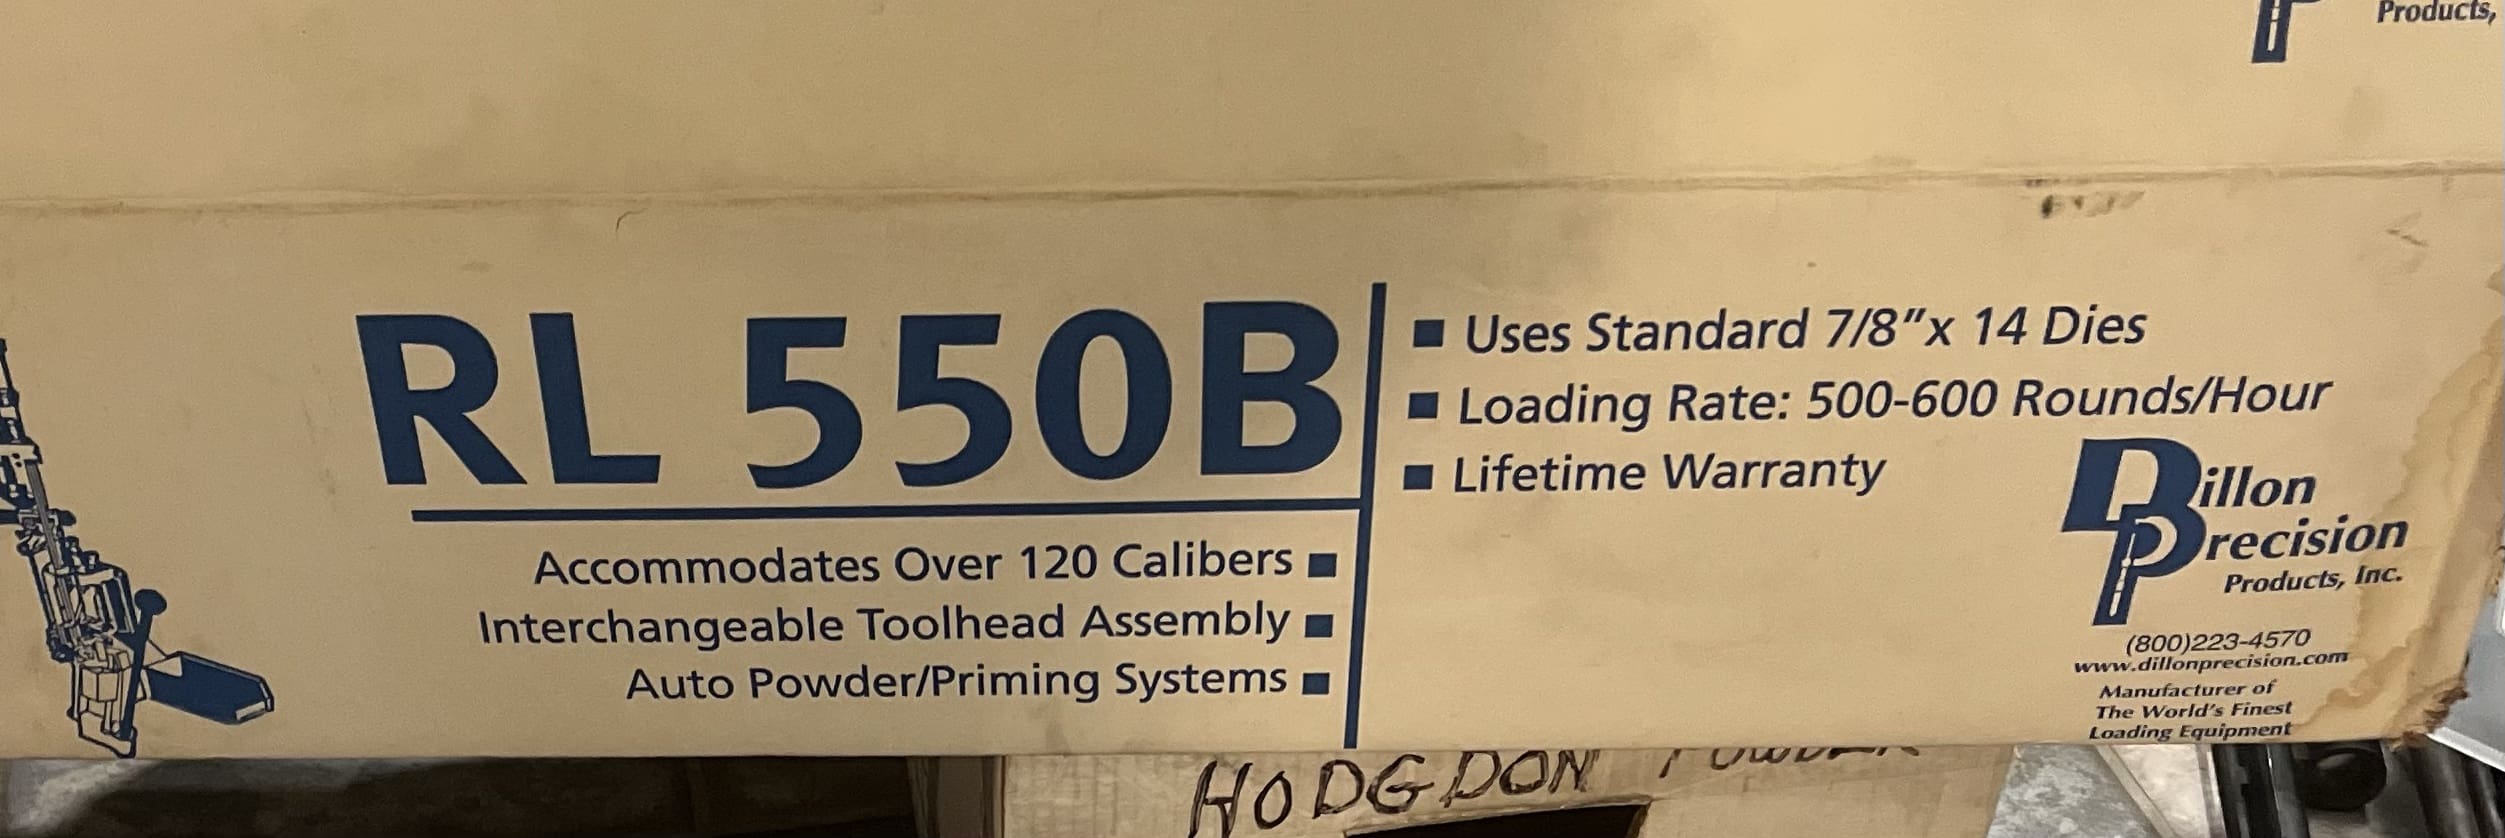 Products,
RL 550B
Accommodates Over 120 Calibers
Interchangeable Toolhead Assembly
Auto Powder/Priming Systems
Uses Standard 7/8"x 14 Dies
Loading Rate: 500-600 Rounds/Hour
Lifetime Warranty
Dillon
Precision
Products, Inc.
(800)223-4570
www.dillonprecision.com
Manufacturer of
The World's Finest
Loading Equipment
HODGDON POWDER